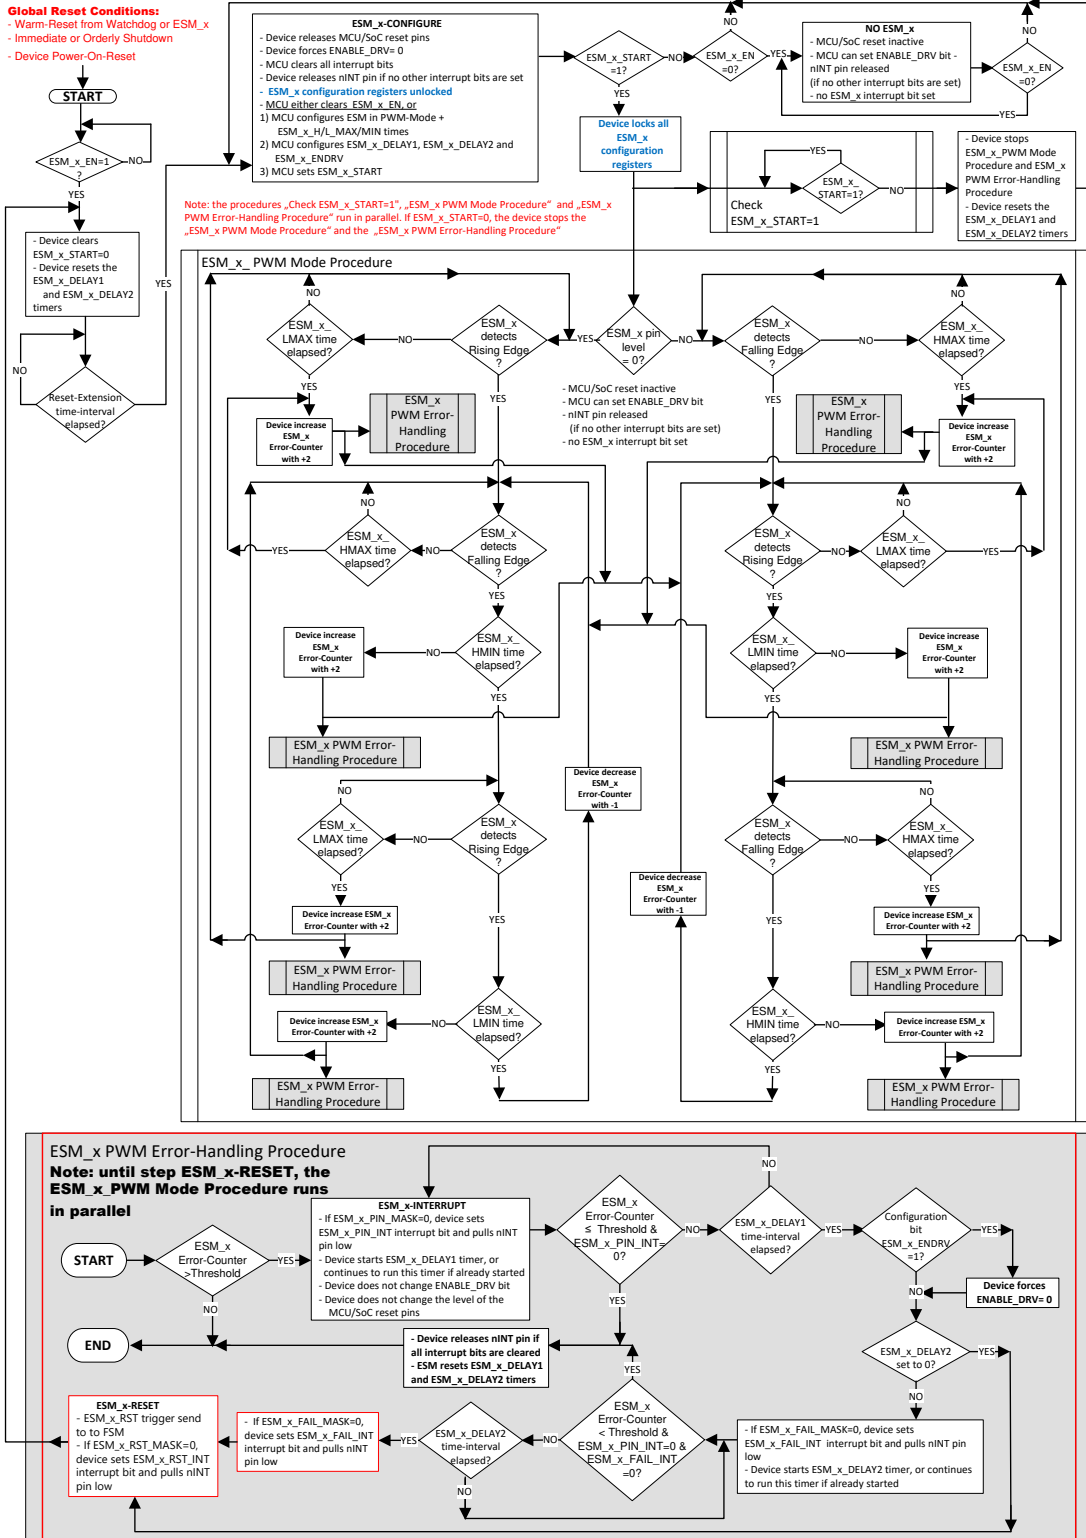 Global Reset Conditions:
- Warm-Reset from Watchdog or ESM_x
- Immediate or Orderly Shutdown
- Device Power-On-Reset
START
ESM_x_EN=1
?
NO
YES
- Device clears
ESM_x_START=0
- Device resets the
ESM_x_DELAY1
and ESM_x_DELAY2
timers
NO
Reset-Extension
time-interval
elapsed?
YES
ESM_x-CONFIGURE
- Device releases MCU/SoC reset pins
- Device forces ENABLE_DRV= 0
- MCU clears all interrupt bits
- Device releases nINT pin if no other interrupt bits are set
- ESM_x configuration registers unlocked
- MCU either clears ESM_x_EN, or
1) MCU configures ESM in PWM-Mode +
ESM_x_H/L_MAX/MIN times
2) MCU configures ESM_x_DELAY1, ESM_x_DELAY2 and
ESM_x_ENDRV
3) MCU sets ESM_x_START
ESM_x_START
=1?
NO
YES
ESM_x_EN
=0?
NO
YES
NO ESM_x
- MCU/SoC reset inactive
- MCU can set ENABLE_DRV bit -
nINT pin released
(if no other interrupt bits are set)
- no ESM_x interrupt bit set
NO
ESM_x_EN
=0?
YES
Device locks all
ESM_x
configuration
registers
YES
ESM_x_
START=1?
NO
Check
ESM_x_START=1
- Device stops
ESM_x_PWM Mode
Procedure and ESM_x
PWM Error-Handling
Procedure
- Device resets the
ESM_x_DELAY1 and
ESM_x_DELAY2 timers
Note: the procedures „Check ESM_x_START=1", „ESM_x PWM Mode Procedure“ and „ESM_x
PWM Error-Handling Procedure“ run in parallel. If ESM_x_START=0, the device stops the
„ESM_x PWM Mode Procedure“ and the „ESM_x PWM Error-Handling Procedure“
ESM_x_ PWM Mode Procedure
NO
ESM_x_
LMAX time
elapsed?
NO
ESM_x
detects
Rising Edge
?
YES
ESM_x pin
level
= 0?
NO
ESM_x
detects
Falling Edge
?
NO
NO
ESM_x_
HMAX time
elapsed?
YES
YES
YES
YES
- MCU/SoC reset inactive
- MCU can set ENABLE_DRV bit
- nINT pin released
(if no other interrupt bits are set)
- no ESM_x interrupt bit set
Device increase
ESM_x
Error-Counter
with +2
ESM_x
PWM Error-
Handling
Procedure
ESM_x
PWM Error-
Handling
Procedure
Device increase
ESM_x
Error-Counter
with +2
NO
NO
YES
ESM_x_
HMAX time
elapsed?
NO
ESM_x
detects
Falling Edge
?
ESM_x
detects
Rising Edge
?
NO
ESM_x_
LMAX time
elapsed?
YES
YES
YES
Device increase
ESM_x
Error-Counter
with +2
NO
ESM_x_
HMIN time
elapsed?
ESM_x_
LMIN time
elapsed?
NO
Device increase
ESM_x
Error-Counter
with +2
YES
YES
ESM_x PWM Error-
Handling Procedure
ESM_x PWM Error-
Handling Procedure
Device decrease
ESM_x
Error-Counter
with -1
NO
ESM_x_
LMAX time
elapsed?
NO
ESM_x
detects
Rising Edge
?
ESM_x
detects
Falling Edge
?
NO
NO
ESM_x_
HMAX time
elapsed?
Device decrease
ESM_x
Error-Counter
with -1
YES
YES
YES
YES
Device increase ESM_x
Error-Counter with +2
Device increase ESM_x
Error-Counter with +2
ESM_x PWM Error-
Handling Procedure
ESM_x PWM Error-
Handling Procedure
Device increase ESM_x
Error-Counter with +2
NO
ESM_x_
LMIN time
elapsed?
ESM_x_
HMIN time
elapsed?
NO
Device increase ESM_x
Error-Counter with +2
YES
YES
ESM_x PWM Error-
Handling Procedure
ESM_x PWM Error-
Handling Procedure
ESM_x PWM Error-Handling Procedure
Note: until step ESM_x-RESET, the
ESM_x_PWM Mode Procedure runs
in parallel
START
ESM_x
Error-Counter
>Threshold
YES
NO
ESM_x-INTERRUPT
- If ESM_x_PIN_MASK=0, device sets
ESM_x_PIN_INT interrupt bit and pulls nINT
pin low
- Device starts ESM_x_DELAY1 timer, or
continues to run this timer if already started
- Device does not change ENABLE_DRV bit
- Device does not change the level of the
MCU/SoC reset pins
ESM_x
Error-Counter
≤ Threshold &
ESM_x_PIN_INT=
0?
NO
YES
NO
ESM_x_DELAY1
time-interval
elapsed?
YES
Configuration
bit
ESM_x_ENDRV
=1?
YES
NO
Device forces
ENABLE_DRV= 0
END
- Device releases nINT pin if
all interrupt bits are cleared
- ESM resets ESM_x_DELAY1
and ESM_x_DELAY2 timers
YES
ESM_x_DELAY2
set to 0?
YES
NO
ESM_x-RESET
- ESM_x_RST trigger send
to to FSM
- If ESM_x_RST_MASK=0,
device sets ESM_x_RST_INT
interrupt bit and pulls nINT
pin low
- If ESM_x_FAIL_MASK=0,
device sets ESM_x_FAIL_INT
interrupt bit and pulls nINT
pin low
YES
ESM_x_DELAY2
time-interval
elapsed?
NO
NO
ESM_x
Error-Counter
< Threshold &
ESM_x_PIN_INT=0 &
ESM_x_FAIL_INT
=0?
- If ESM_x_FAIL_MASK=0, device sets
ESM_x_FAIL_INT interrupt bit and pulls nINT pin
low
- Device starts ESM_x_DELAY2 timer, or continues
to run this timer if already started